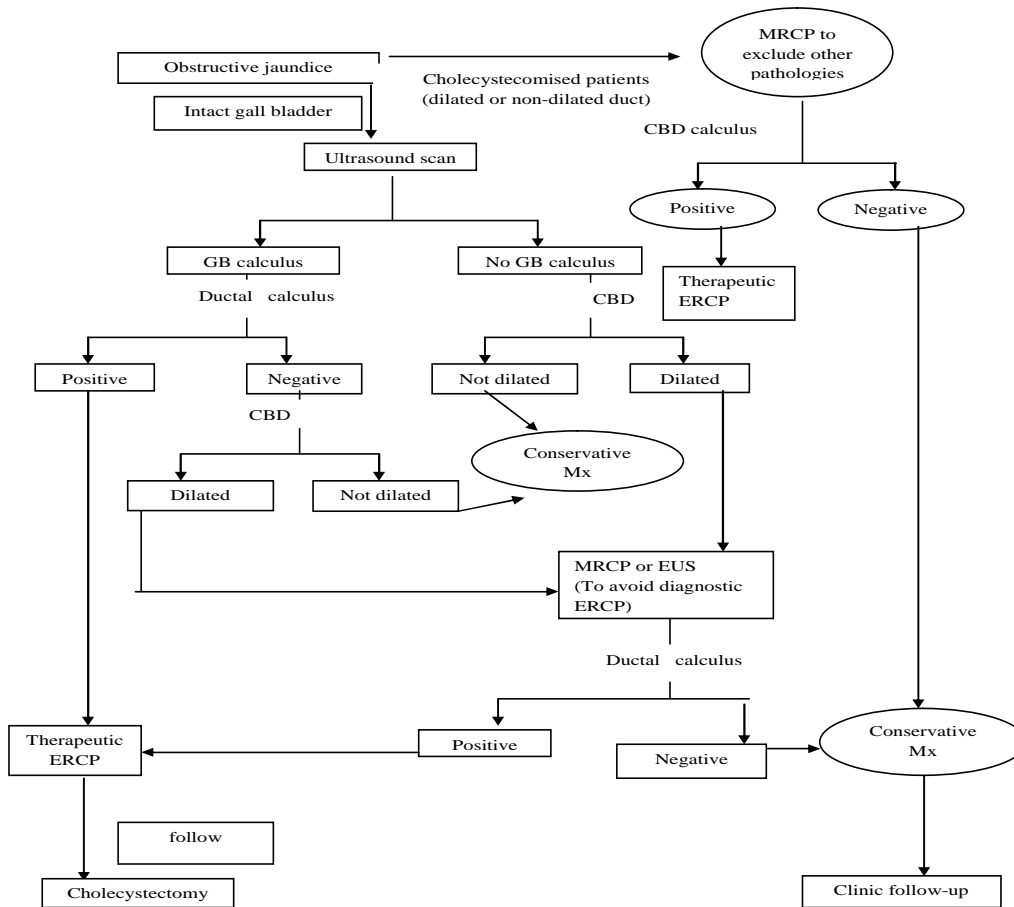 MRCP to
exclude other
pathologies
Obstructive jaundice
Cholecystecomised patients
(dilated or non-dilated duct)
Intact gall bladder
CBD calculus
Ultrasound scan
Positive
Negative
GB calculus
No GB calculus
Therapeutic
ERCP
Ductal calculus
CBD
Positive
Negative
Not dilated
Dilated
CBD
Conservative
Mx
Dilated
Not dilated
MRCP or EUS
(To avoid diagnostic
ERCP)
Ductal calculus
Therapeutic
ERCP
Positive
Negative
Conservative
Mx
follow
Cholecystectomy
Clinic follow-up